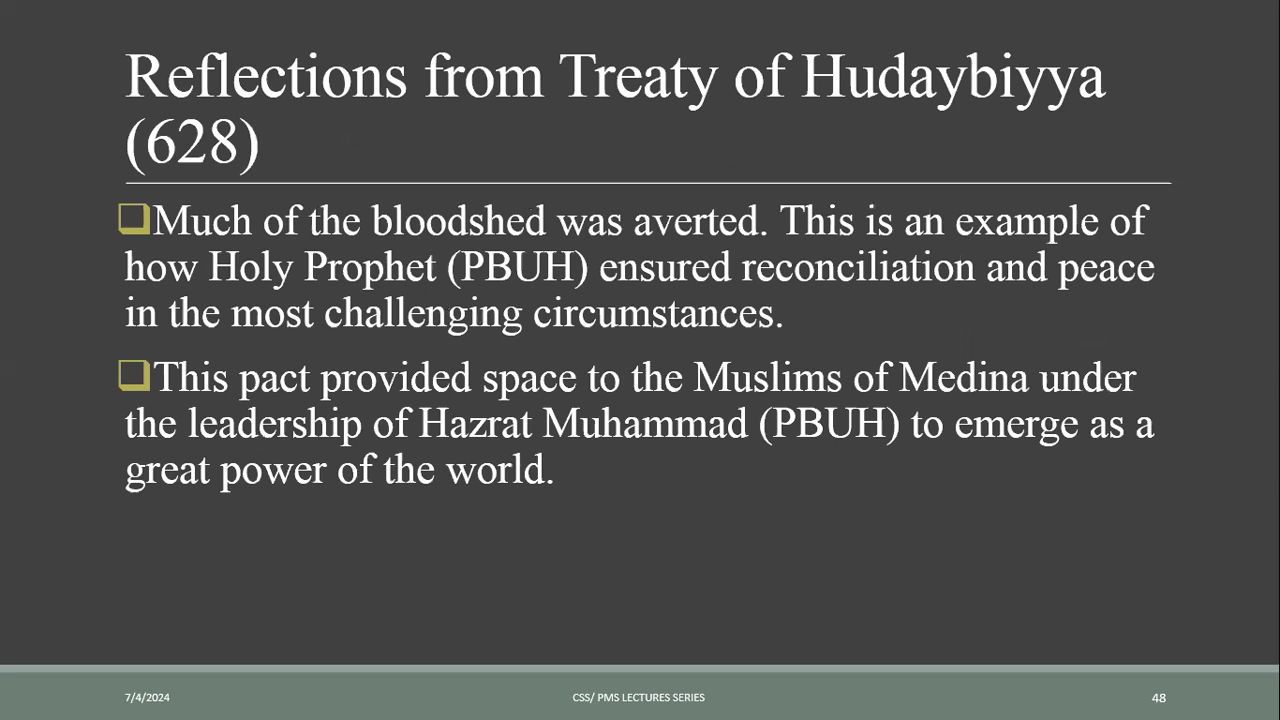 Reflections from Treaty of Hudaybiyya
(628)
Much of the bloodshed was averted. This is an example of
how Holy Prophet (PBUH) ensured reconciliation and peace
in the most challenging circumstances.
This pact provided space to the Muslims of Medina under
the leadership of Hazrat Muhammad (PBUH) to emerge as a
great power of the world.
7/4/2024
CSS/ PMS LECTURES SERIES
48